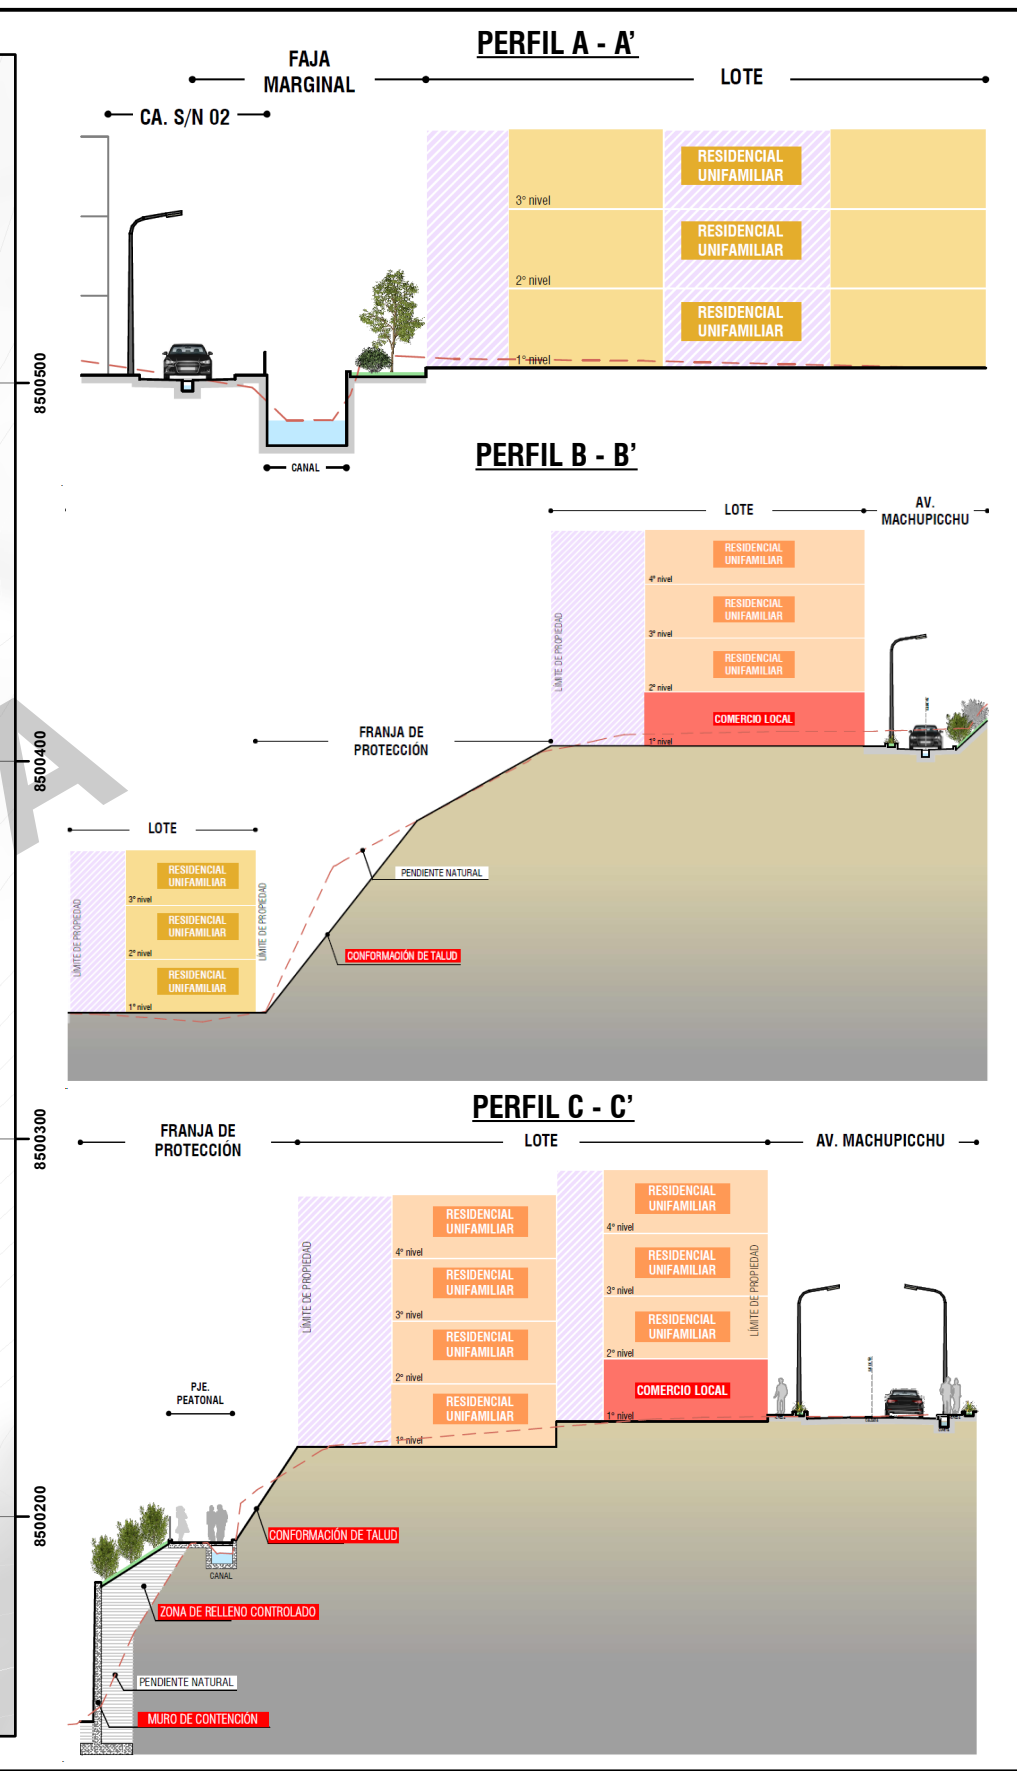 PERFIL A - A'
FAJA
MARGINAL
LOTE
CA. S/N 02
RESIDENCIAL
UNIFAMILIAR
3° nivel
RESIDENCIAL
UNIFAMILIAR
2° nivel
RESIDENCIAL
UNIFAMILIAR
1° nivel
CANAL
8500500
PERFIL B - B'
LOTE
AV.
MACHUPICCHU
RESIDENCIAL
UNIFAMILIAR
4° nivel
RESIDENCIAL
UNIFAMILIAR
3° nivel
RESIDENCIAL
UNIFAMILIAR
2° nivel
COMERCIO LOCAL
1° nivel
LÍMITE DE PROPIEDAD
FRANJA DE
PROTECCIÓN
8500400
A
LOTE
RESIDENCIAL
UNIFAMILIAR
3° nivel
RESIDENCIAL
UNIFAMILIAR
2° nivel
RESIDENCIAL
UNIFAMILIAR
1° nivel
LÍMITE DE PROPIEDAD
LÍMITE DE PROPIEDAD
PENDIENTE NATURAL
CONFORMACIÓN DE TALUD
PERFIL C - C'
FRANJA DE
PROTECCIÓN
LOTE
AV. MACHUPICCHU
8500300
RESIDENCIAL
UNIFAMILIAR
4° nivel
RESIDENCIAL
UNIFAMILIAR
3° nivel
RESIDENCIAL
UNIFAMILIAR
2° nivel
RESIDENCIAL
UNIFAMILIAR
1° nivel
LÍMITE DE PROPIEDAD
RESIDENCIAL
UNIFAMILIAR
4° nivel
RESIDENCIAL
UNIFAMILIAR
3° nivel
RESIDENCIAL
UNIFAMILIAR
2° nivel
COMERCIO LOCAL
1° nivel
LÍMITE DE PROPIEDAD
PJE.
PEATONAL
8500200
CONFORMACIÓN DE TALUD
CANAL
ZONA DE RELLENO CONTROLADO
PENDIENTE NATURAL
MURO DE CONTENCIÓN